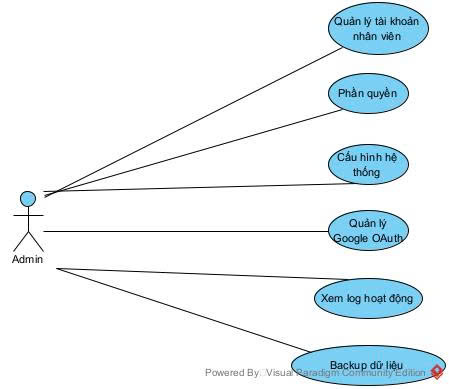 Quản lý tài khoản
nhân viên
Phần quyền
Cấu hình hệ
thống
Quản lý
Google OAuth
Admin
Xem log hoạt động
Backup dữ liệu
Powered By Visual Paradigm Community Edition